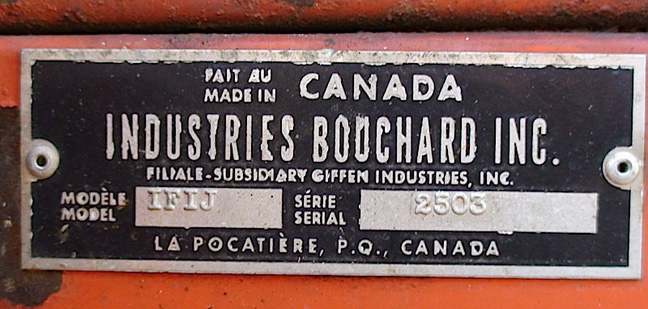 FAIT AU
MADE IN CANADA
INDUSTRIES BOUCHARD INC.
FILIALE-SUBSIDIARY GIFFEN INDUSTRIES, INC.
MODÈLE IFIJ SÉRIE 2503
MODEL SERIAL
LA POCATIÈRE, P.Q., CANADA